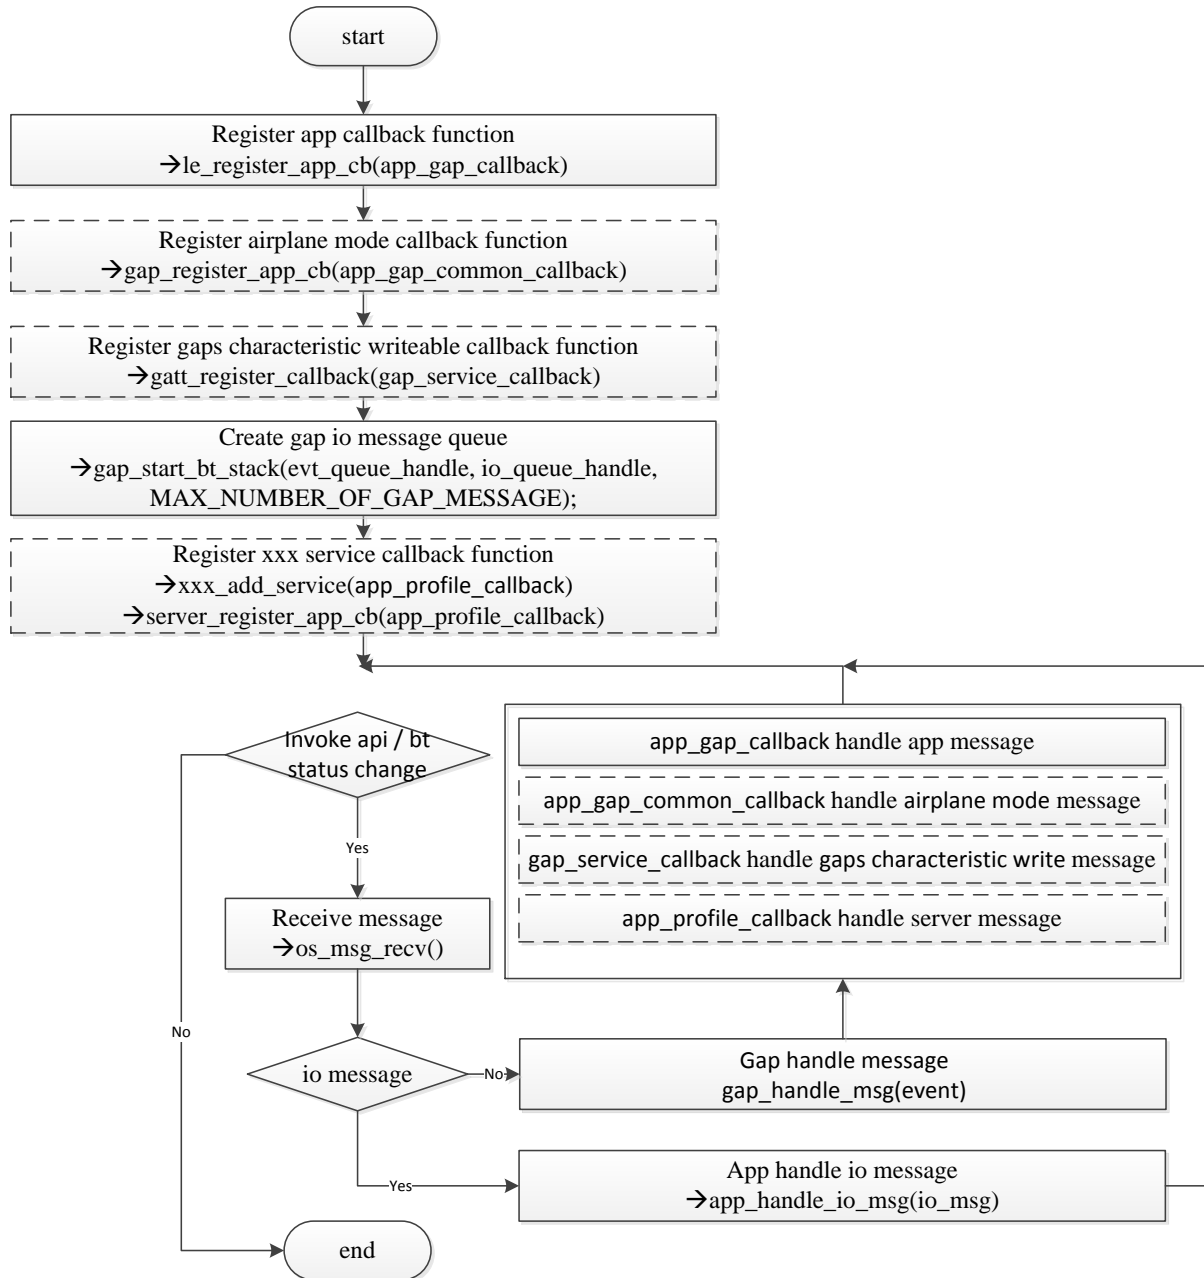 start
Register app callback function
→le_register_app_cb(app_gap_callback)
Register airplane mode callback function
→gap_register_app_cb(app_gap_common_callback)
Register gaps characteristic writeable callback function
→gatt_register_callback(gap_service_callback)
Create gap io message queue
→gap_start_bt_stack(evt_queue_handle, io_queue_handle,
MAX_NUMBER_OF_GAP_MESSAGE);
Register xxx service callback function
→xxx_add_service(app_profile_callback)
→server_register_app_cb(app_profile_callback)
Invoke api / bt
status change
app_gap_callback handle app message
app_gap_common_callback handle airplane mode message
gap_service_callback handle gaps characteristic write message
app_profile_callback handle server message
Yes
Receive message
→os_msg_recv()
No
io message
No
Gap handle message
gap_handle_msg(event)
Yes
App handle io message
→app_handle_io_msg(io_msg)
end